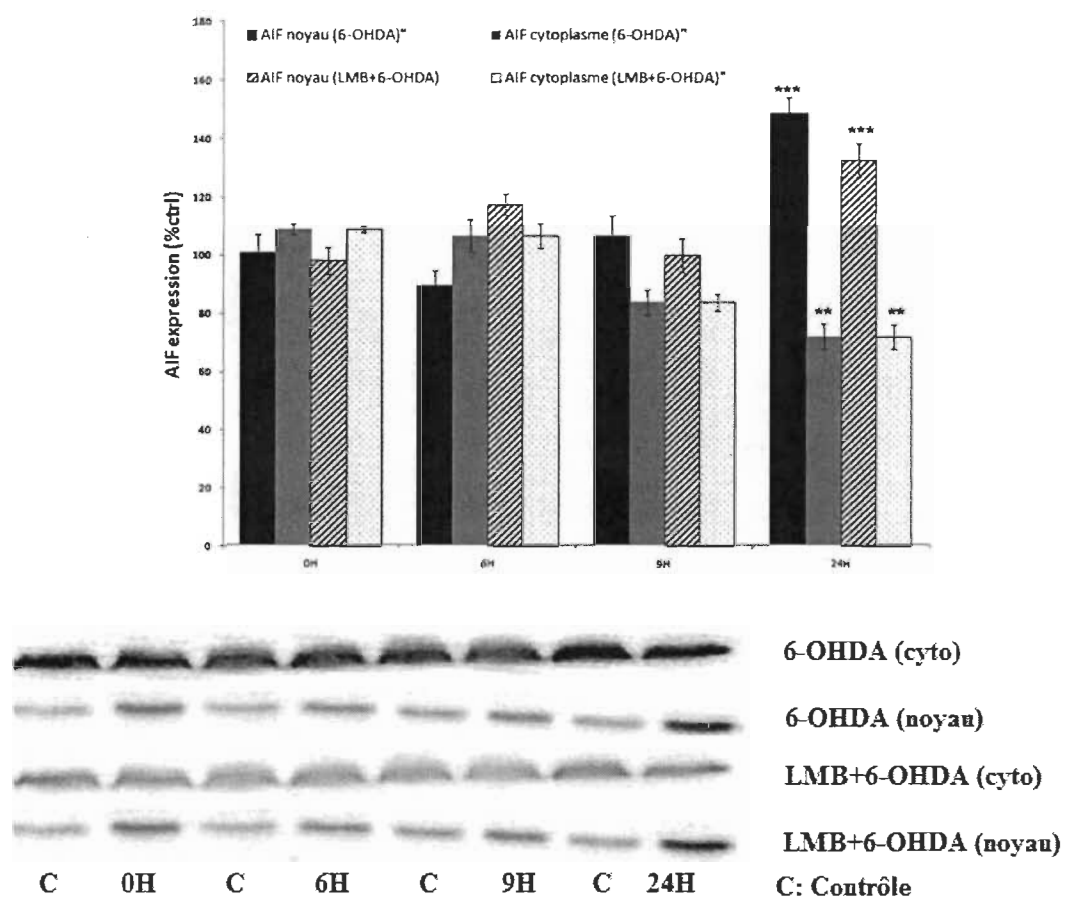 180
AIF noyau (6-OHDA)" AIF cytoplasme (6-OHDA)"
160
AIF noyau (LMB+6-OHDA) AIF cytoplasme (LMB+6-OHDA)"
140
120
100
80
60
40
20
0
AIF expression (%ctrl)
*** ** *** **
0H 6H 9H 24H
6-OHDA (cyto)
6-OHDA (noyau)
LMB+6-OHDA (cyto)
LMB+6-OHDA (noyau)
C 0H C 6H C 9H C 24H C: Contrôle